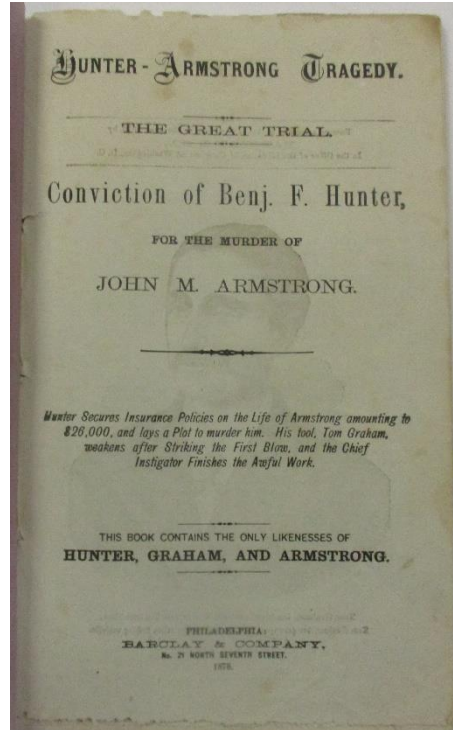 HUNTER-ARMSTRONG TRAGEDY.
THE GREAT TRIAL.
Conviction of Benj. F. Hunter,
FOR THE MURDER OF
JOHN M. ARMSTRONG.
Hunter Secures Insurance Policies on the Life of Armstrong amounting to
$26,000, and lays a Plot to murder him. His tool, Tom Graham,
weakens after Striking the First Blow, and the Chief
Instigator Finishes the Awful Work.
THIS BOOK CONTAINS THE ONLY LIKENESSES OF
HUNTER, GRAHAM, AND ARMSTRONG.
PHILADELPHIA:
BARCLAY & COMPANY,
No. 21 NORTH SEVENTH STREET.
1878.